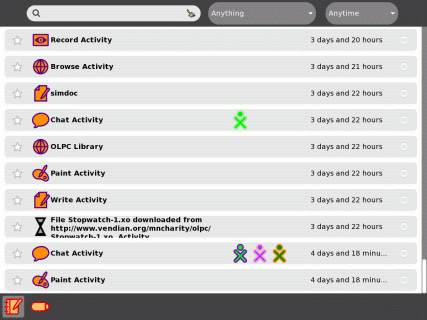 Anything
Anytime
Record Activity 3 days and 20 hours
Browse Activity 3 days and 21 hours
simdoc 3 days and 22 hours
Chat Activity 3 days and 22 hours
OLPC Library 3 days and 22 hours
Paint Activity 3 days and 22 hours
Write Activity 3 days and 22 hours
File Stopwatch-1.xo downloaded from
http://www.vendian.org/mncharity/olpc/ 3 days and 22 hours
Stopwatch-1.xo. Activity
Chat Activity 4 days and 18 minu...
Paint Activity 4 days and 18 minu...